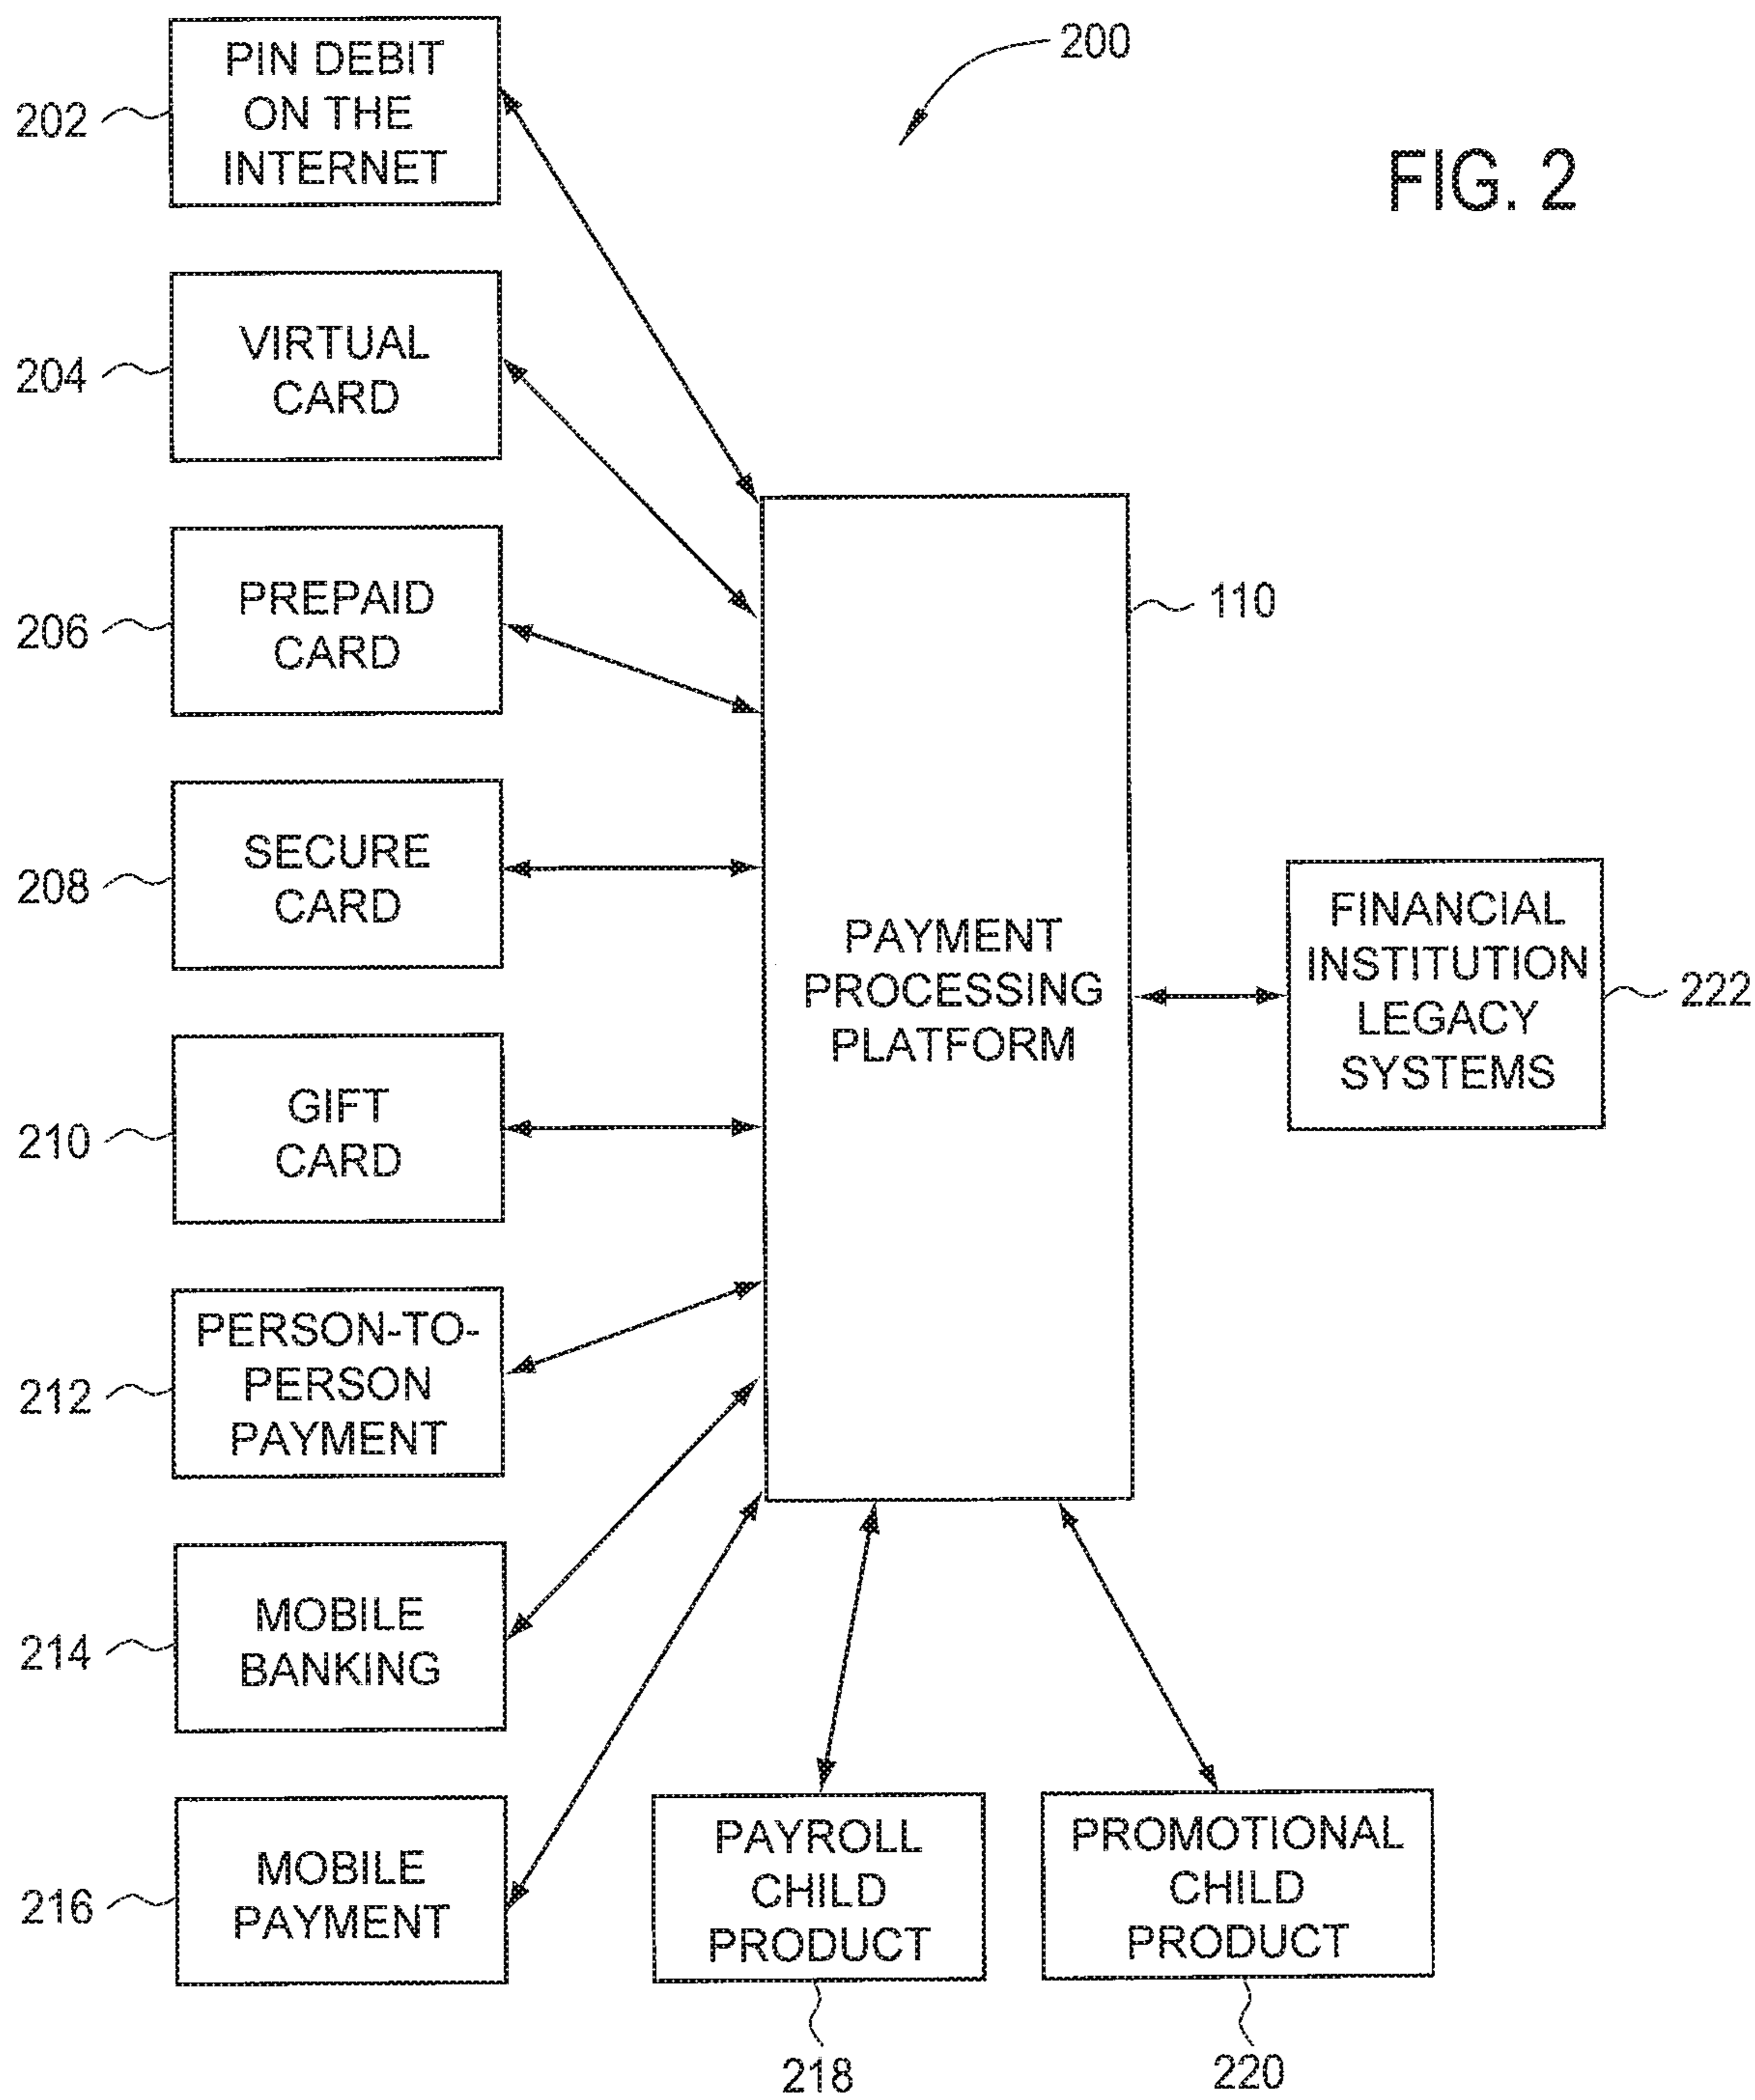 200
FIG. 2
202
PIN DEBIT
ON THE
INTERNET
204
VIRTUAL
CARD
206
PREPAID
CARD
208
SECURE
CARD
210
GIFT
CARD
212
PERSON-TO-
PERSON
PAYMENT
214
MOBILE
BANKING
216
MOBILE
PAYMENT
110
PAYMENT
PROCESSING
PLATFORM
FINANCIAL
INSTITUTION
LEGACY
SYSTEMS
222
PAYROLL
CHILD
PRODUCT
218
PROMOTIONAL
CHILD
PRODUCT
220